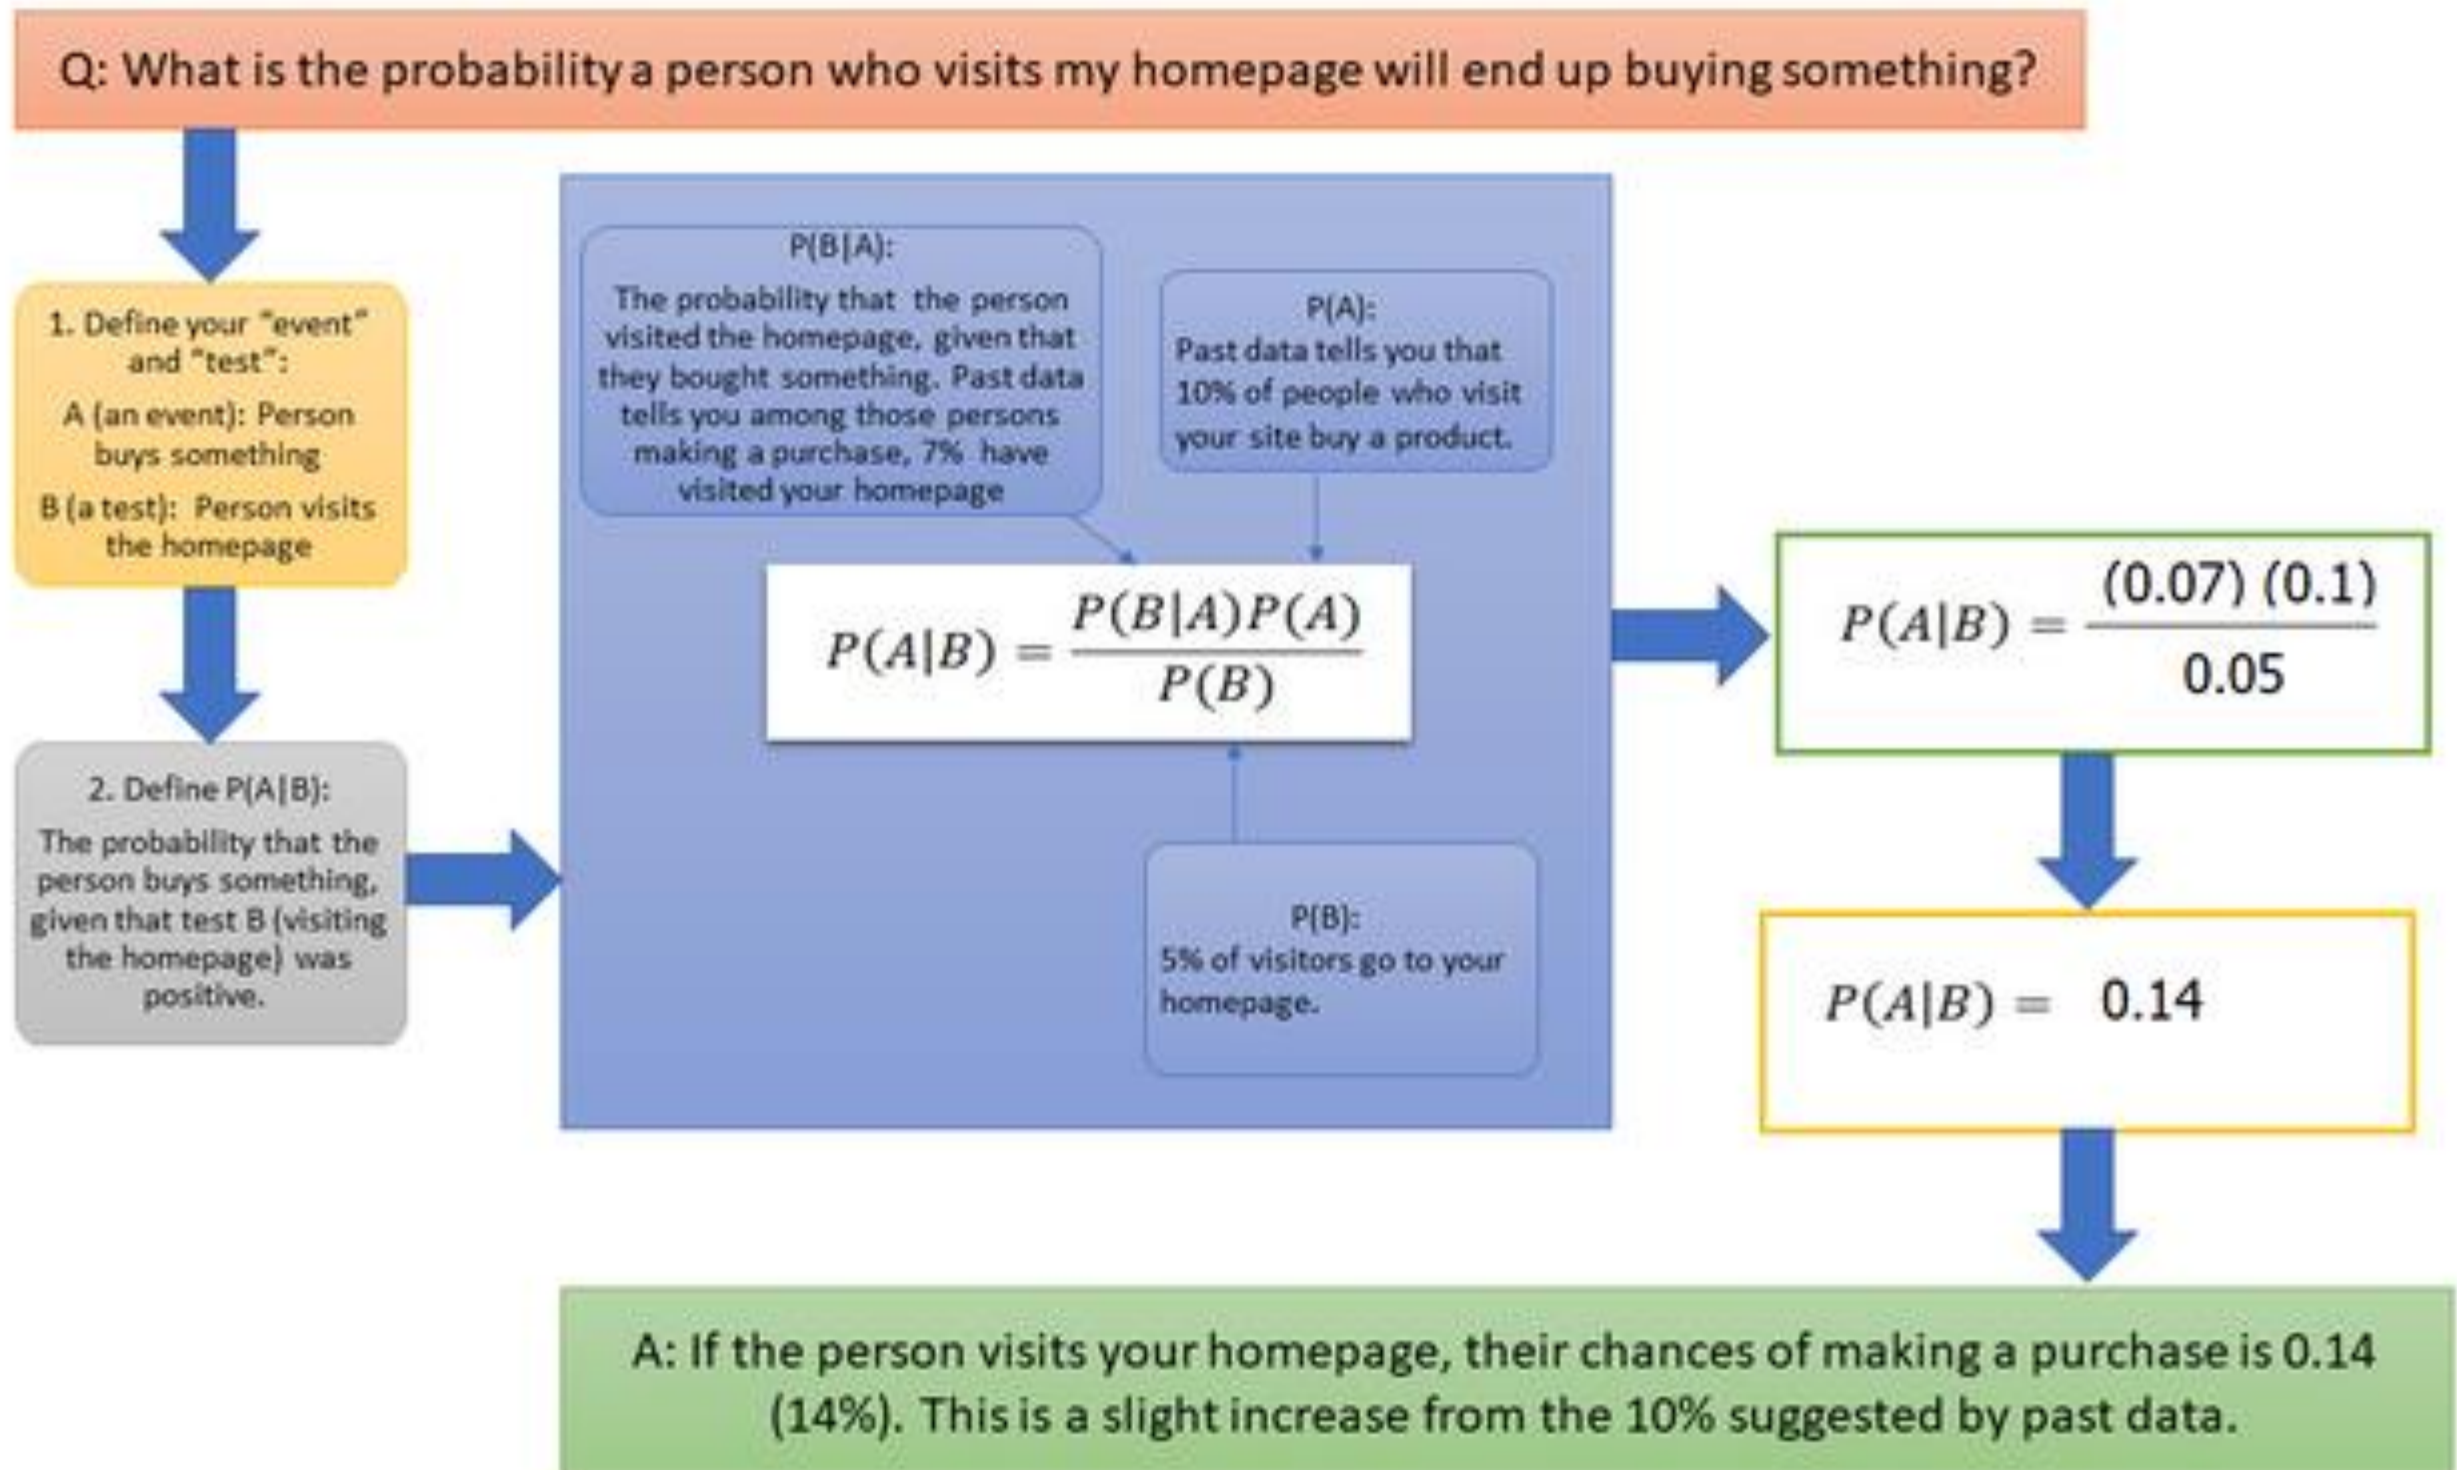 Q: What is the probability a person who visits my homepage will end up buying something?
1. Define your "event"
and "test":
A (an event): Person
buys something
B (a test): Person visits
the homepage
2. Define P(A|B):
The probability that the
person buys something,
given that test B (visiting
the homepage) was
positive.
P(B|A):
The probability that the person
visited the homepage, given that
they bought something. Past data
tells you among those persons
making a purchase, 7% have
visited your homepage
P(A):
Past data tells you that
10% of people who visit
your site buy a product.
P(A|B) = P(B|A)P(A)
P(B)
P(B):
5% of visitors go to your
homepage.
P(A|B) = (0.07) (0.1)
0.05
P(A|B) = 0.14
A: If the person visits your homepage, their chances of making a purchase is 0.14
(14%). This is a slight increase from the 10% suggested by past data.